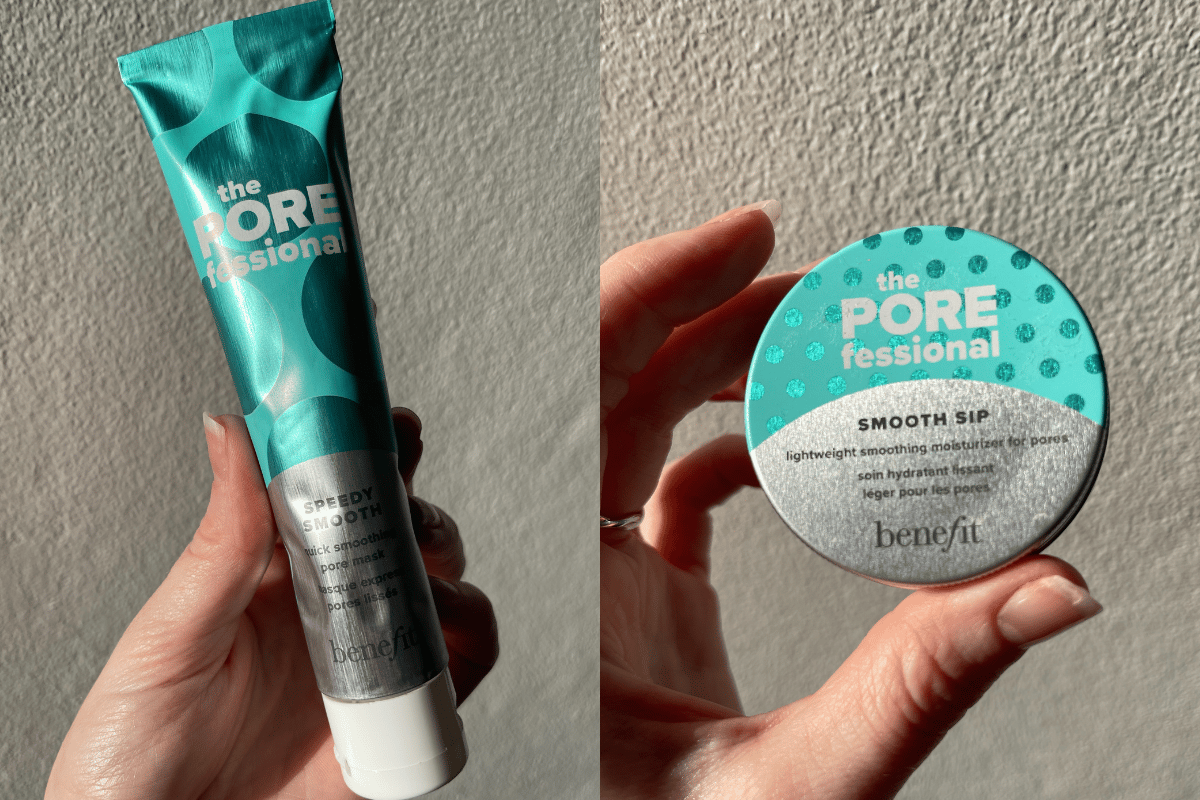 the
PORE
fessional
SPEEDY
SMOOTH
quick smoothing
pore mask
masque express
pores lissés
benefit
the
PORE
fessional
SMOOTH SIP
lightweight smoothing moisturizer for pores
soin hydratant lissant
léger pour les pores
benefit